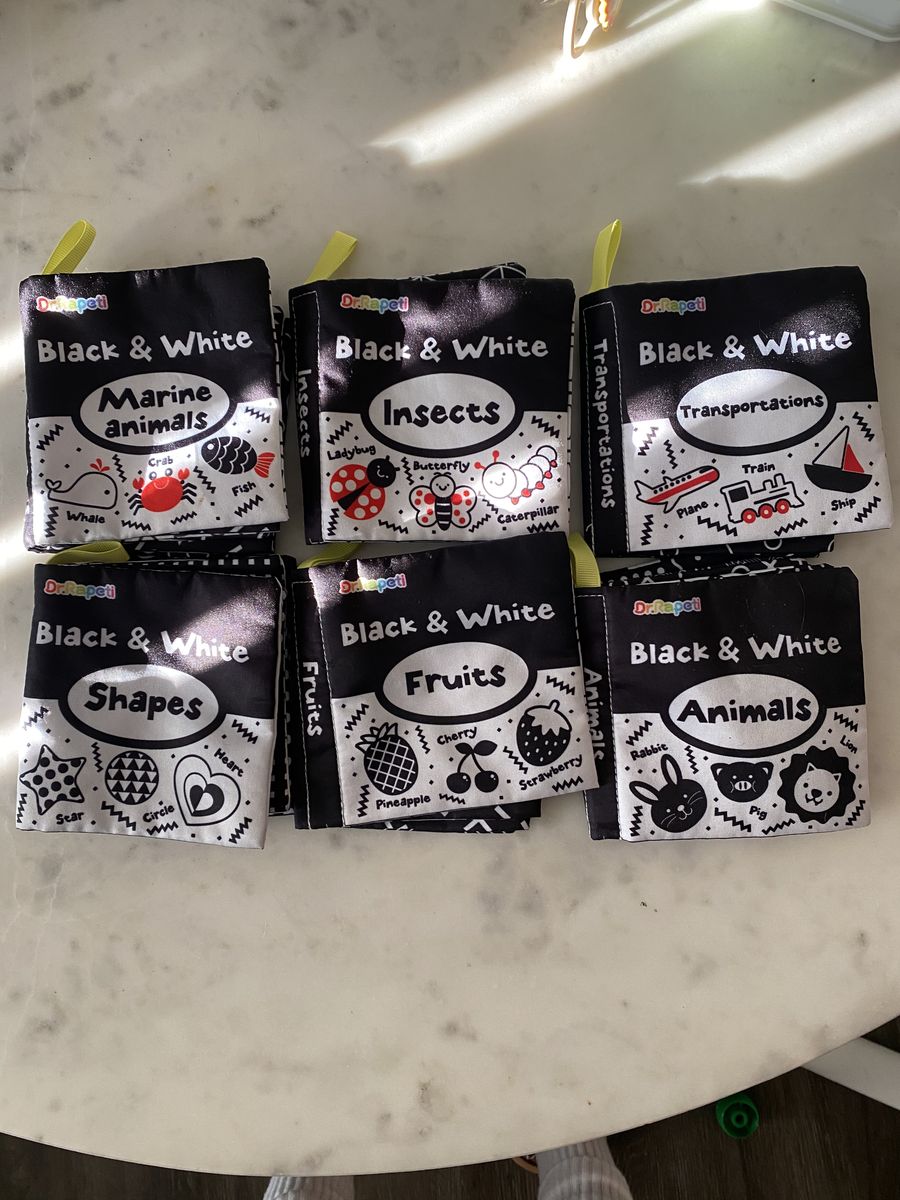 Dr.Rapeti
Black & White
Marine
animals
Whale
Crab
Fish
Insects
Dr.Rapeti
Black & White
Insects
Ladybug
Butterfly
Caterpillar
Transportations
Dr.Rapeti
Black & White
Transportations
Plane
Train
Ship
Dr.Rapeti
Black & White
Shapes
Star
Circle
Heart
Fruits
Dr.Rapeti
Black & White
Fruits
Pineapple
Cherry
Strawberry
Animals
Dr.Rapeti
Black & White
Animals
Rabbie
Pig
Lion